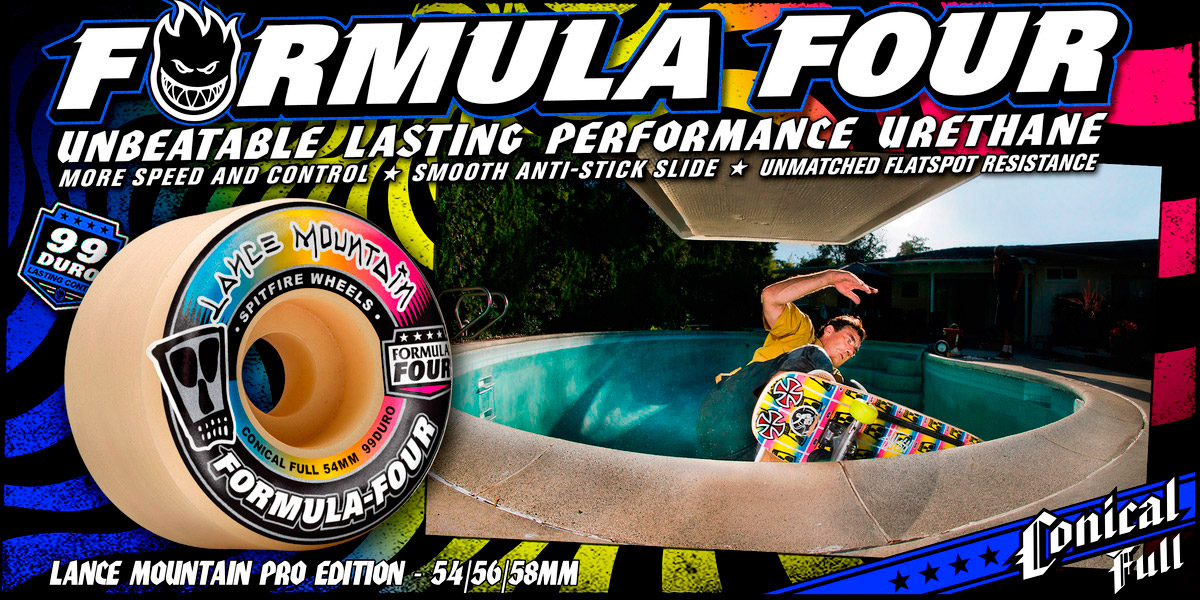 FORMULA FOUR
UNBEATABLE LASTING PERFORMANCE URETHANE
MORE SPEED AND CONTROL ★ SMOOTH ANTI-STICK SLIDE ★ UNMATCHED FLATSPOT RESISTANCE
99
DURO
LASTING
LANCE MOUNTAIN
• SPITFIRE WHEELS •
FORMULA
FOUR
CONICAL FULL 54MM 99DURO
FORMULA-FOUR
LANCE MOUNTAIN PRO EDITION - 54|56|58MM
Conical
Full